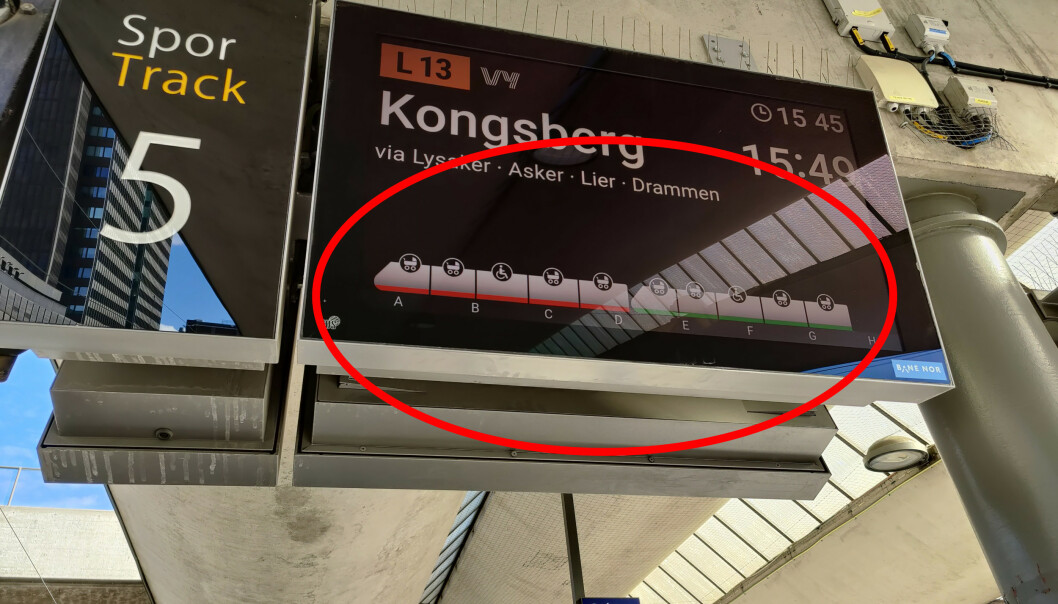 Spor
Track
5
L 13 VY
15 45
Kongsberg
15:49
via Lysaker · Asker · Lier · Drammen
A B C D E F G H
BANE NOR